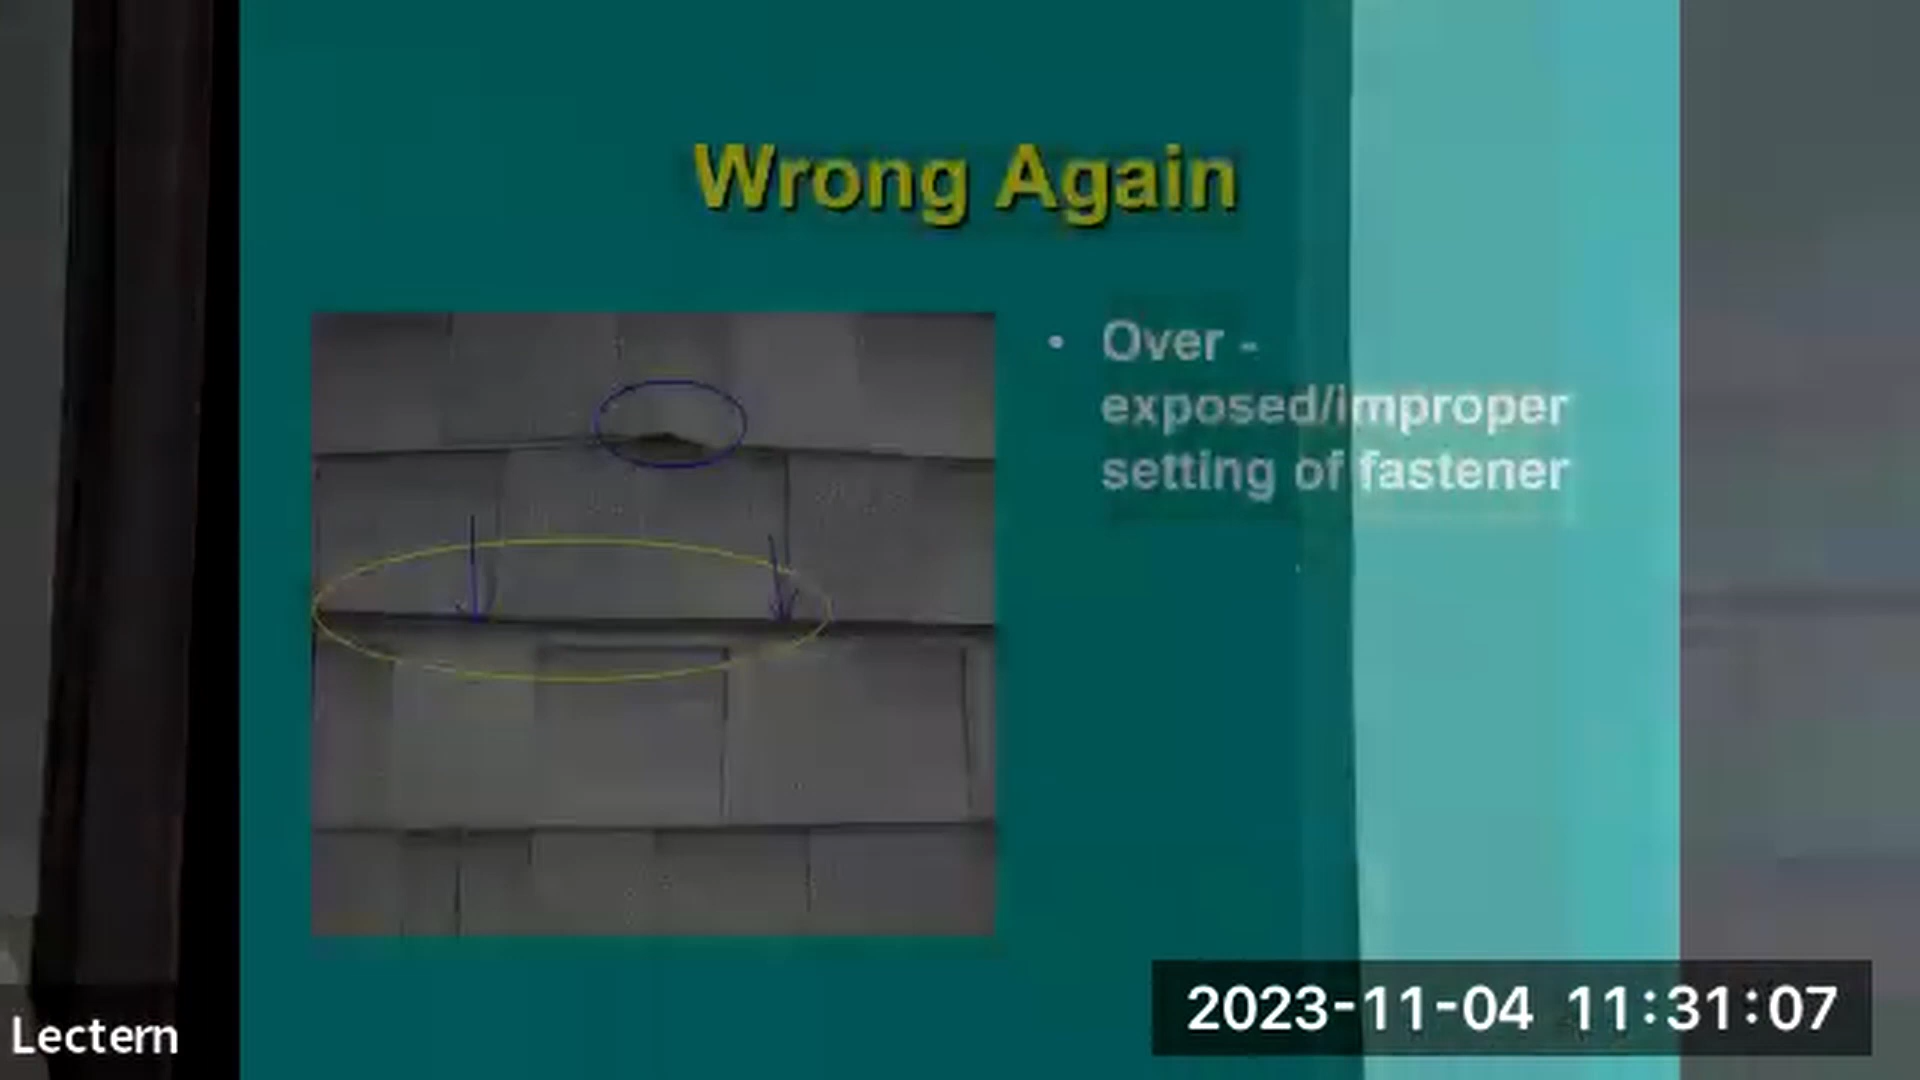 Wrong Again
• Over -
exposed/improper
setting of fastener
2023-11-04 11:31:07
Lectern